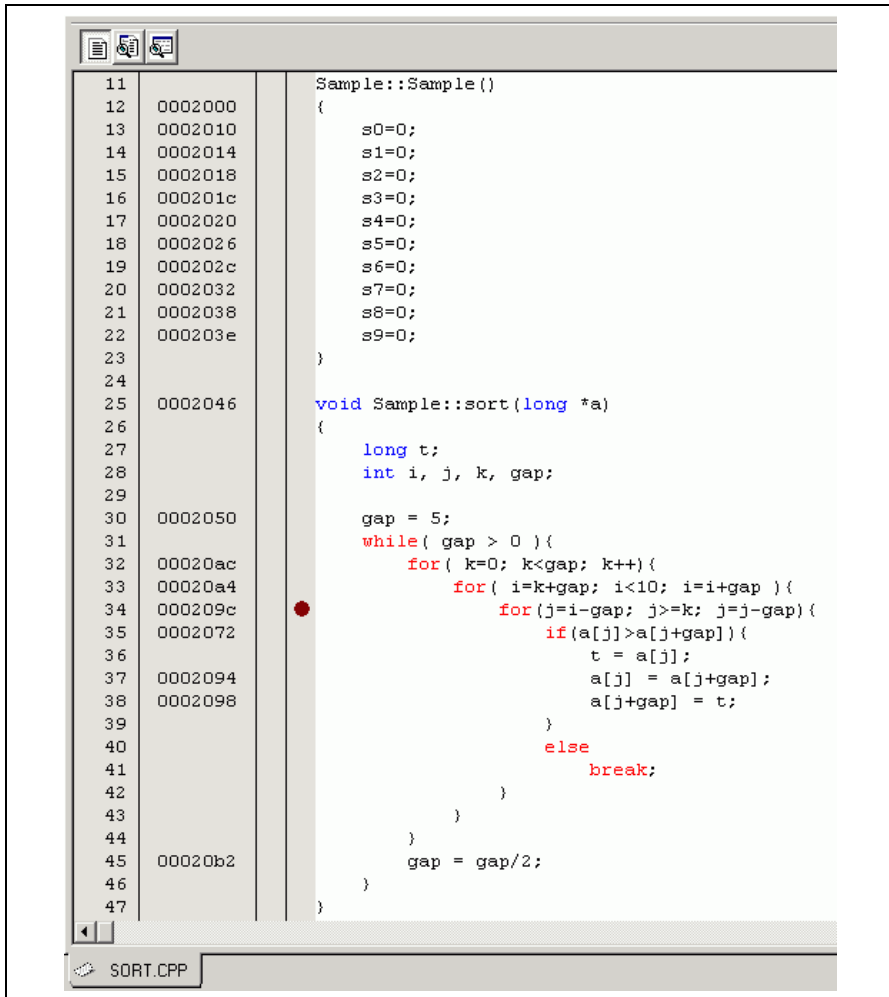 11 Sample::Sample()
12 0002000 {
13 0002010 s0=0;
14 0002014 s1=0;
15 0002018 s2=0;
16 000201c s3=0;
17 0002020 s4=0;
18 0002026 s5=0;
19 000202c s6=0;
20 0002032 s7=0;
21 0002038 s8=0;
22 000203e s9=0;
23 }
24
25 0002046 void Sample::sort(long *a)
26 {
27 long t;
28 int i, j, k, gap;
29
30 0002050 gap = 5;
31 while( gap > 0 ){
32 00020ac for( k=0; k<gap; k++){
33 00020a4 for( i=k+gap; i<10; i=i+gap ){
34 000209c for(j=i-gap; j>=k; j=j-gap){
35 0002072 if(a[j]>a[j+gap]){
36 t = a[j];
37 0002094 a[j] = a[j+gap];
38 0002098 a[j+gap] = t;
39 }
40 else
41 break;
42 }
43 }
44 }
45 00020b2 gap = gap/2;
46 }
47 }
SORT.CPP